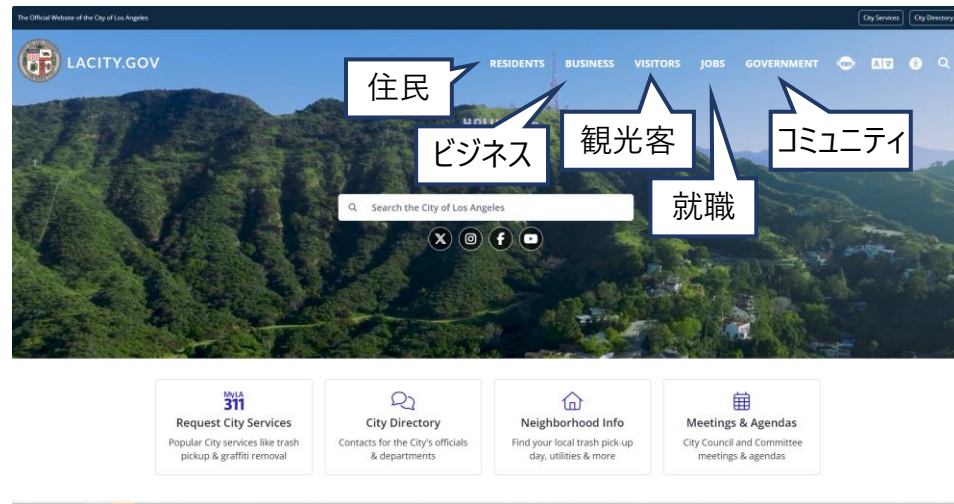 The Official Website of the City of Los Angeles
City Services
City Directory
LACITY.GOV
RESIDENTS BUSINESS VISITORS JOBS GOVERNMENT
住民
ビジネス
観光客
コミュニティ
就職
Search the City of Los Angeles
MyLA
311
Request City Services
Popular City services like trash
pickup & graffiti removal
City Directory
Contacts for the City's officials
& departments
Neighborhood Info
Find your local trash pick-up
day, utilities & more
Meetings & Agendas
City Council and Committee
meetings & agendas